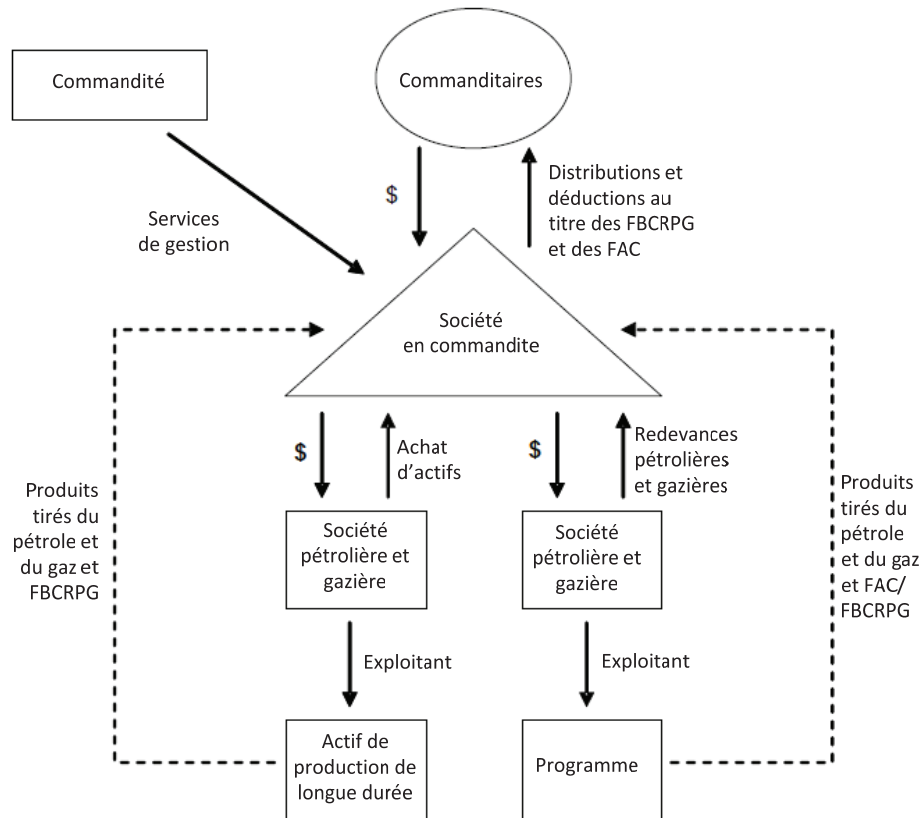 Commandité
Commanditaires
$
Distributions et
déductions au
titre des FBCRPG
et des FAC
Services
de gestion
Société
en commandite
$
Achat
d'actifs
$
Redevances
pétrolières
et gazières
Produits
tirés du
pétrole et
du gaz et
FBCRPG
Société
pétrolière et
gazière
Société
pétrolière et
gazière
Produits
tirés du
pétrole
et du gaz
et FAC/
FBCRPG
Exploitant
Exploitant
Actif de
production de
longue durée
Programme